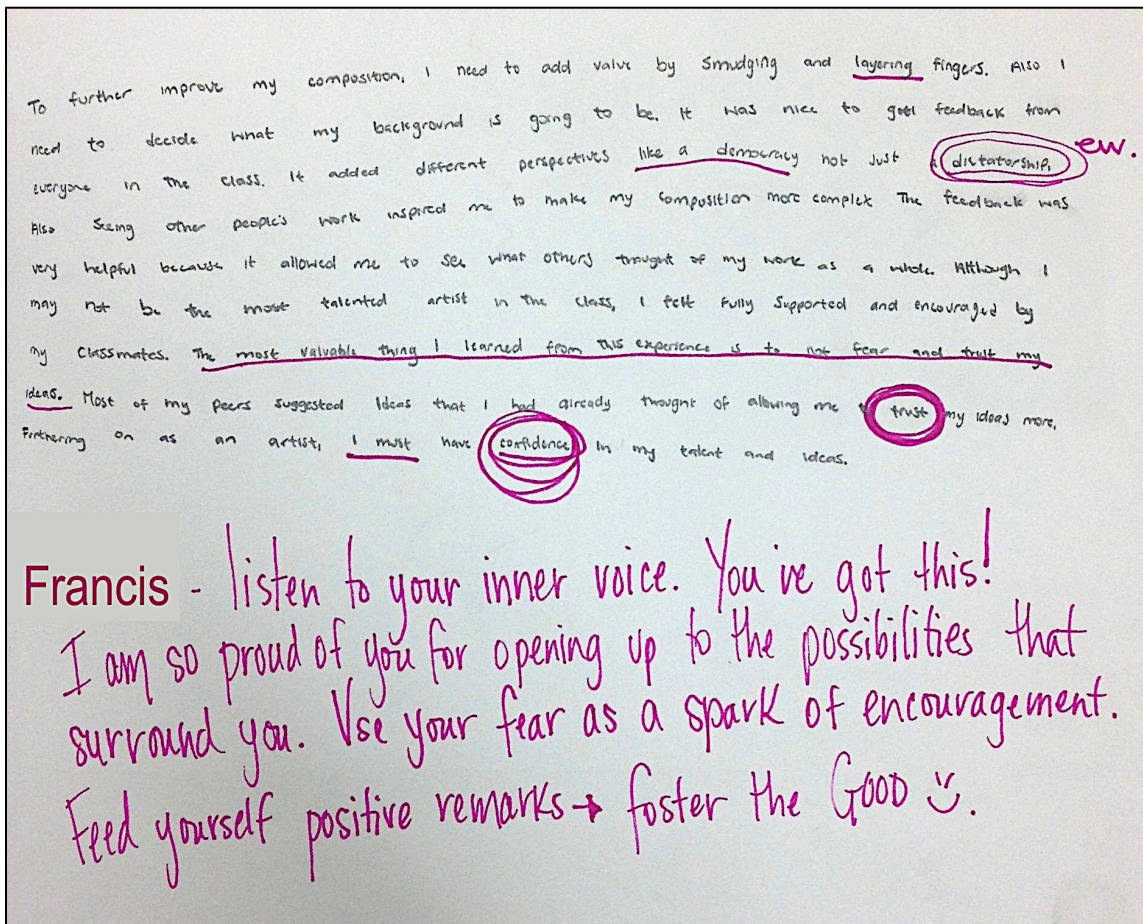 To further improve my composition, I need to add value by smudging and layering fingers. Also I
need to decide what my background is going to be. It was nice to get feedback from
everyone in the class. It added different perspectives like a democracy not just a dictatorship. ew.
Also seeing other people's work inspired me to make my composition more complex The feedback was
very helpful because it allowed me to see what others thought of my work as a whole. Although I
may not be the most talented artist in the class, I felt fully supported and encouraged by
my classmates. The most valuable thing I learned from this experience is to not fear and trust my
ideas. Most of my peers suggested ideas that I had already thought of allowing me trust my ideas more.
Furthering on as an artist, I must have confidence in my talent and ideas.
Francis - listen to your inner voice. You've got this!
I am so proud of you for opening up to the possibilities that
surround you. Use your fear as a spark of encouragement.
Feed yourself positive remarks → foster the GOOD :).